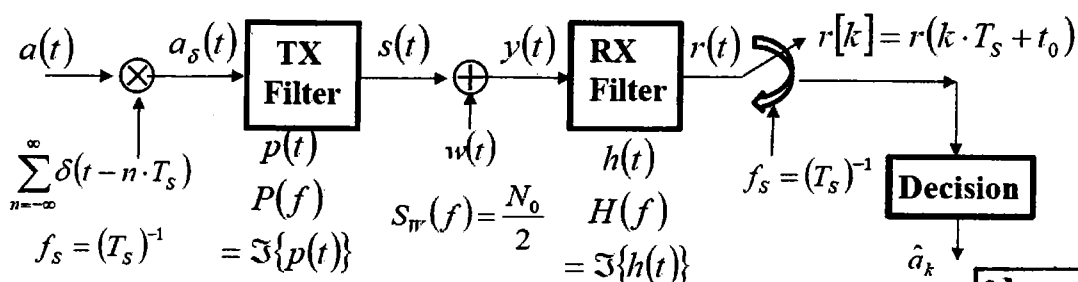 a(t) a_δ(t) TX Filter s(t) y(t) RX Filter r(t) r[k] = r(k · T_S + t_0)
p(t) w(t) h(t)
∑_{n=-∞}^{∞} δ(t − n · T_S) P(f) S_W(f) = N_0/2 H(f) f_S = (T_S)^{-1} Decision
f_S = (T_S)^{-1} = ℑ{p(t)} = ℑ{h(t)} â_k